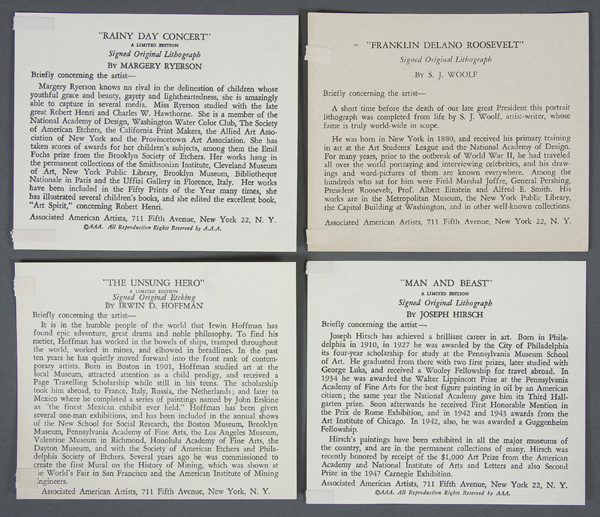 "RAINY DAY CONCERT"
A LIMITED EDITION
Signed Original Lithograph
By MARGERY RYERSON
Briefly concerning the artist—
Margery Ryerson knows no rival in the delineation of children whose
youthful grace and beauty, gayety and lightheartedness, she is amazingly
able to capture in several media. Miss Ryerson studied with the late
great Robert Henri and Charles W. Hawthorne. She is a member of the
National Academy of Design, Washington Water Color Club, The Society
of American Etchers, the California Print Makers, the Allied Art Asso-
ciation of New York and the Provincetown Art Association. She has
taken scores of awards for her children's subjects, among them the Emil
Fuchs prize from the Brooklyn Society of Etchers. Her works hang in
the permanent collections of the Smithsonian Institute, Cleveland Museum
of Art, New York Public Library, Brooklyn Museum, Bibliotheque
Nationale in Paris and the Uffizi Gallery in Florence, Italy. Her works
have been included in the Fifty Prints of the Year many times, she
has illustrated several children's books, and she edited the excellent book,
"Art Spirit," concerning Robert Henri.
Associated American Artists, 711 Fifth Avenue, New York 22, N. Y.
©AAA. All Reproduction Rights Reserved by A.A.A.
"FRANKLIN DELANO ROOSEVELT"
Signed Original Lithograph
By S. J. WOOLF
Briefly concerning the artist—
A short time before the death of our late great President this portrait
lithograph was completed from life by S. J. Woolf, artist-writer, whose
fame is truly world-wide in scope.
He was born in New York in 1880, and received his primary training
in art at the Art Students' League and the National Academy of Design.
For many years, prior to the outbreak of World War II, he had traveled
all over the world portraying and interviewing celebrities, and his draw-
ings and word-pictures of them are known everywhere. Among the
hundreds who sat for him were Field Marshal Joffre, General Pershing,
President Roosevelt, Prof. Albert Einstein and Alfred E. Smith. His
works are in the Metropolitan Museum, the New York Public Library,
the Capitol Building at Washington, and in other well-known collections.
Associated American Artists, 711 Fifth Avenue, New York 22, N. Y.
"THE UNSUNG HERO"
A LIMITED EDITION
Signed Original Etching
By IRWIN D. HOFFMAN
Briefly concerning the artist—
It is in the humble people of the world that Irwin Hoffman has
found epic adventure, great drama and noble philosophy. To find his
metier, Hoffman has worked in the bowels of ships, tramped throughout
the world, worked in mines, and elbowed in breadlines. In the past
ten years he has quietly moved forward into the front rank of contem-
porary artists. Born in Boston in 1901, Hoffman studied art at the
local Museum, attracted attention as a child prodigy, and received a
Page Travelling Scholarship while still in his teens. The scholarship
took him abroad, to France, Italy, Russia, the Netherlands; and later to
Mexico where he completed a series of paintings named by John Erskine
as "the finest Mexican exhibit ever held." Hoffman has been given
several one-man exhibitions, and has been included in the annual shows
of the New School for Social Research, the Boston Museum, Brooklyn
Museum, Pennsylvania Academy of Fine Arts, the Los Angeles Museum,
Valentine Museum in Richmond, Honolulu Academy of Fine Arts, the
Dayton Museum, and with the Society of American Etchers and Phila-
delphia Society of Etchers. Several years ago he was commissioned to
create the first Mural on the History of Mining, which was shown at
the World's Fair in San Francisco and the American Institute of Mining
Engineers.
Associated American Artists, 711 Fifth Avenue, New York, N. Y.
"MAN AND BEAST"
A LIMITED EDITION
Signed Original Lithograph
By JOSEPH HIRSCH
Briefly concerning the artist—
Joseph Hirsch has achieved a brilliant career in art. Born in Phila-
delphia in 1910, in 1927 he was awarded by the City of Philadelphia
its four-year scholarship for study at the Pennsylvania Museum School
of Art. He graduated from there with two first prizes, later studied with
George Luks, and received a Wooley Fellowship for travel abroad. In
1934 he was awarded the Walter Lippincott Prize at the Pennsylvania
Academy of Fine Arts for the best figure painting in oil by an American
citizen; the same year the National Academy gave him its Third Hall-
garten prize. Soon afterwards he received First Honorable Mention in
the Prix de Rome Exhibition, and in 1942 and 1943 awards from the
Art Institute of Chicago. In 1942, also, he was awarded a Guggenheim
Fellowship.
Hirsch's paintings have been exhibited in all the major museums of
the country, and are in the permanent collections of many. Hirsch was
recently honored by receipt of the $1,000 Art Prize from the American
Academy and National Institute of Arts and Letters and also Second
Prize in the 1947 Carnegie Exhibition.
Associated American Artists, 711 Fifth Avenue, New York 22, N. Y.
©AAA. All Reproduction Rights Reserved by A.A.A.